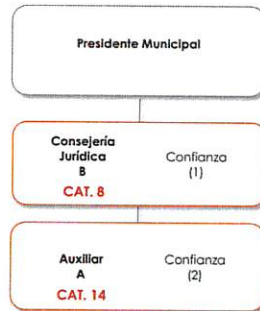 Presidente Municipal
Consejería
Jurídica
B
CAT. 8
Confianza
(1)
Auxiliar
A
CAT. 14
Confianza
(2)